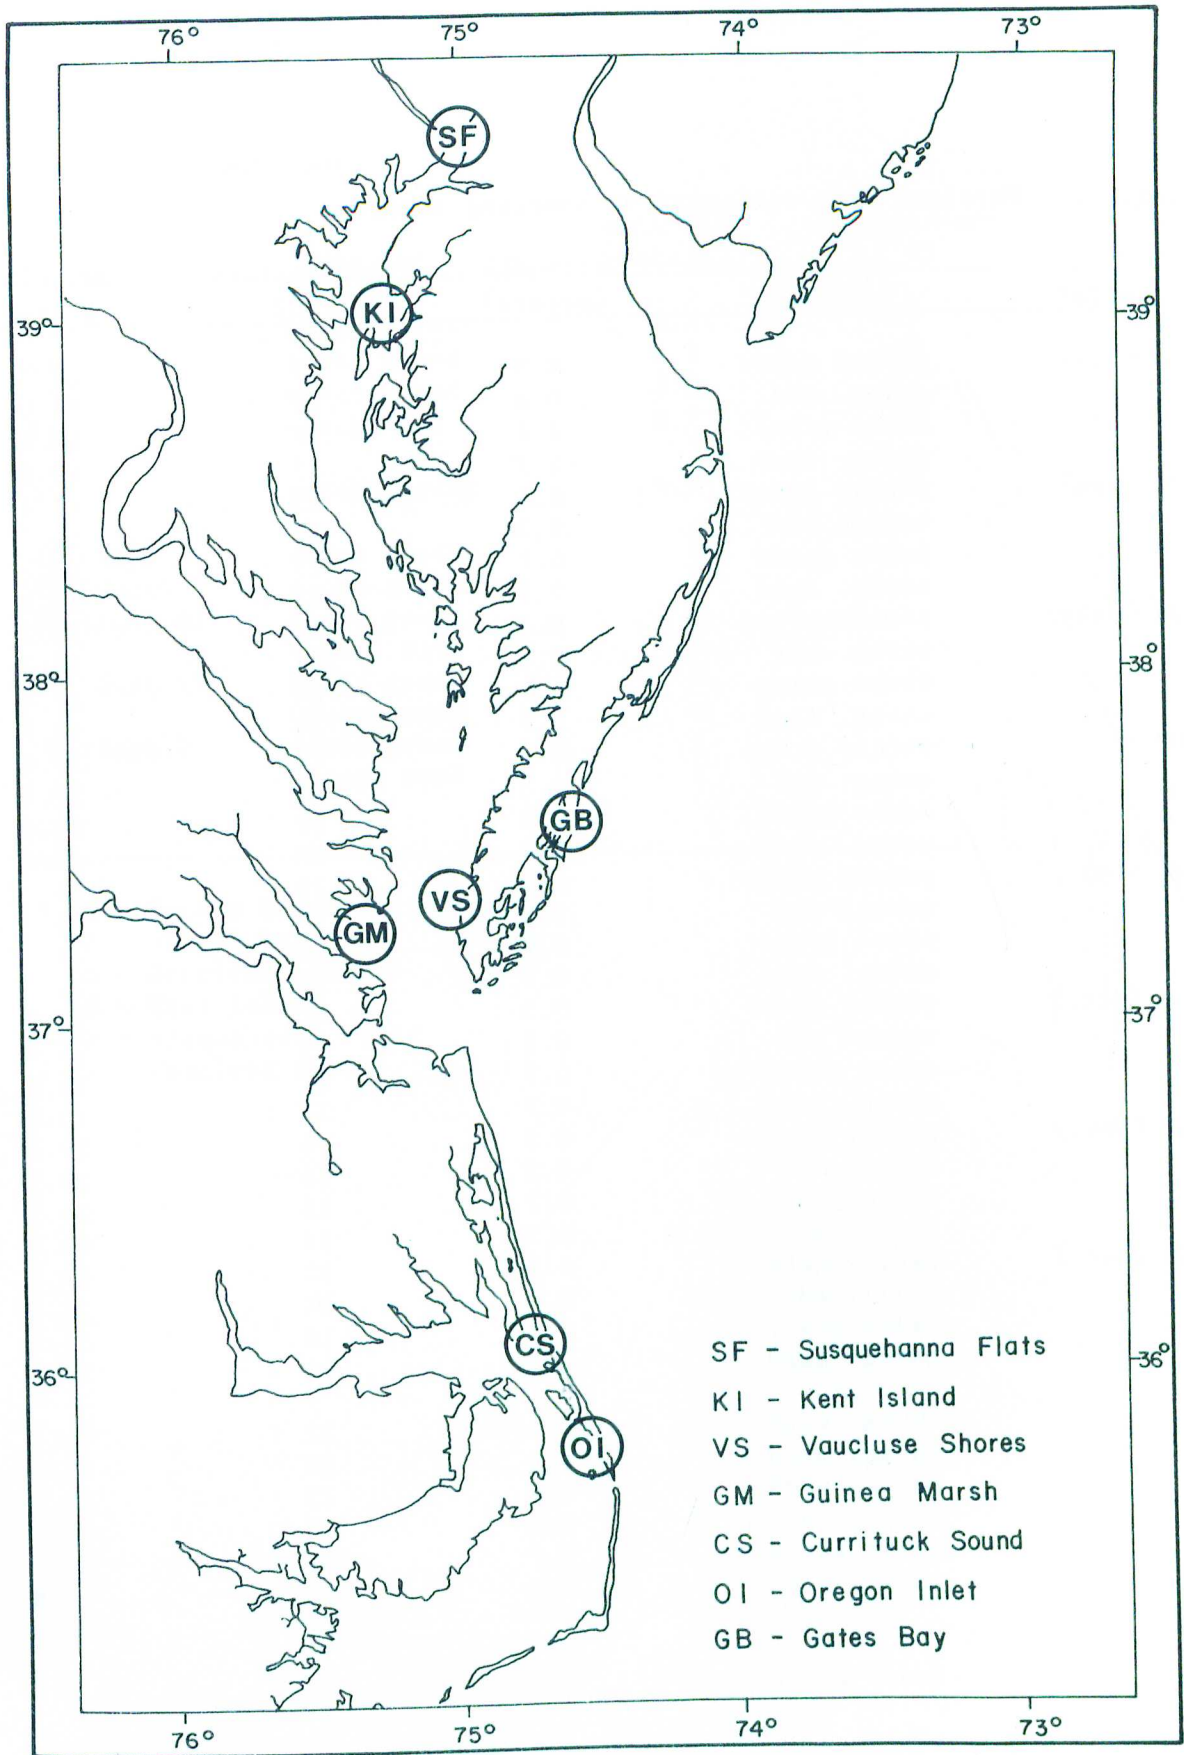 76° 75° 74° 73°
SF
KI
39° 39°
38° 38°
GB
VS
GM
37° 37°
CS
36° 36°
OI
SF - Susquehanna Flats
KI - Kent Island
VS - Vaucluse Shores
GM - Guinea Marsh
CS - Currituck Sound
OI - Oregon Inlet
GB - Gates Bay
76° 75° 74° 73°